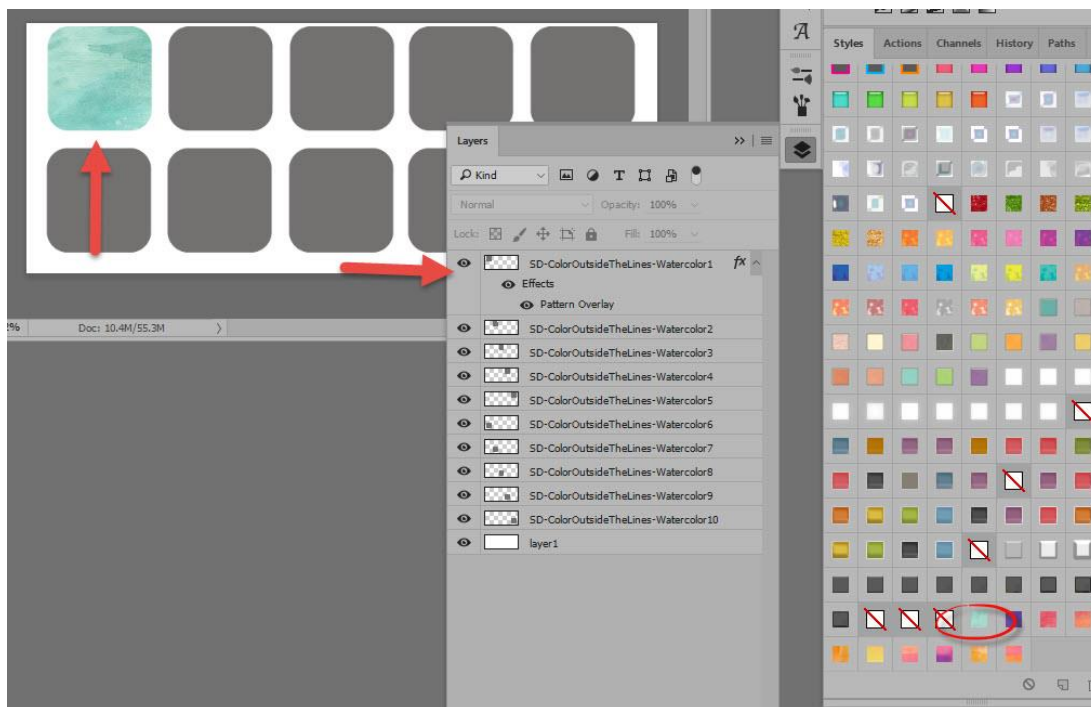 Styles Actions Channels History Paths
Layers
Kind
Normal Opacity: 100%
Lock: Fill: 100%
SD-ColorOutsideTheLines-Watercolor1 fx
Effects
Pattern Overlay
Doc: 10.4M/55.3M
SD-ColorOutsideTheLines-Watercolor2
SD-ColorOutsideTheLines-Watercolor3
SD-ColorOutsideTheLines-Watercolor4
SD-ColorOutsideTheLines-Watercolor5
SD-ColorOutsideTheLines-Watercolor6
SD-ColorOutsideTheLines-Watercolor7
SD-ColorOutsideTheLines-Watercolor8
SD-ColorOutsideTheLines-Watercolor9
SD-ColorOutsideTheLines-Watercolor10
layer1